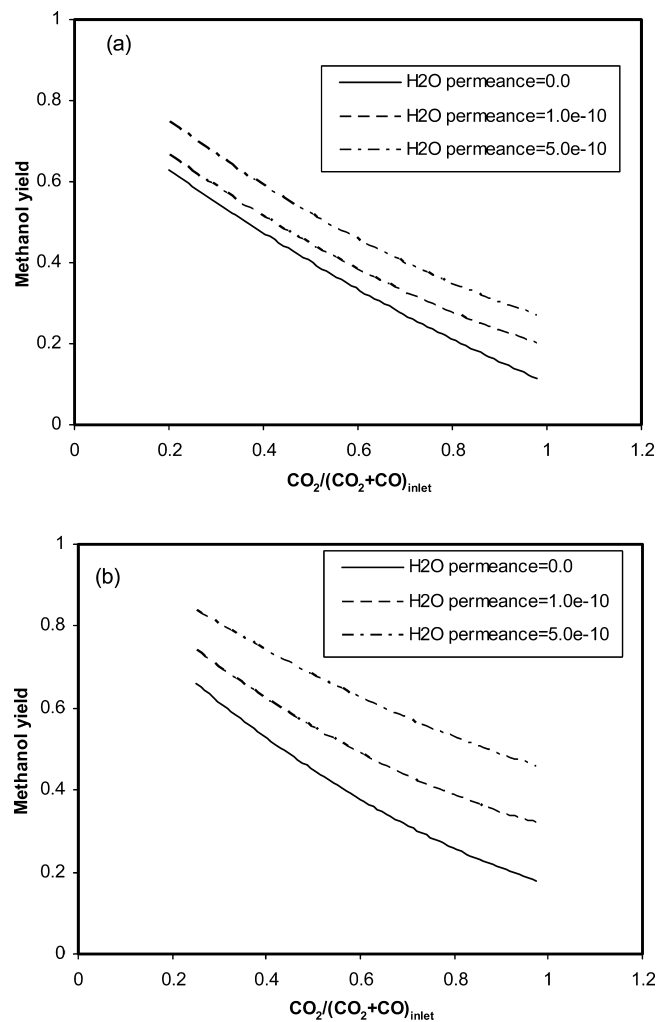 (a)
H2O permeance=0.0
H2O permeance=1.0e-10
H2O permeance=5.0e-10
Methanol yield
1
0.8
0.6
0.4
0.2
0
0 0.2 0.4 0.6 0.8 1 1.2
CO₂/(CO₂+CO)inlet
(b)
H2O permeance=0.0
H2O permeance=1.0e-10
H2O permeance=5.0e-10
Methanol yield
1
0.8
0.6
0.4
0.2
0
0 0.2 0.4 0.6 0.8 1 1.2
CO₂/(CO₂+CO)inlet